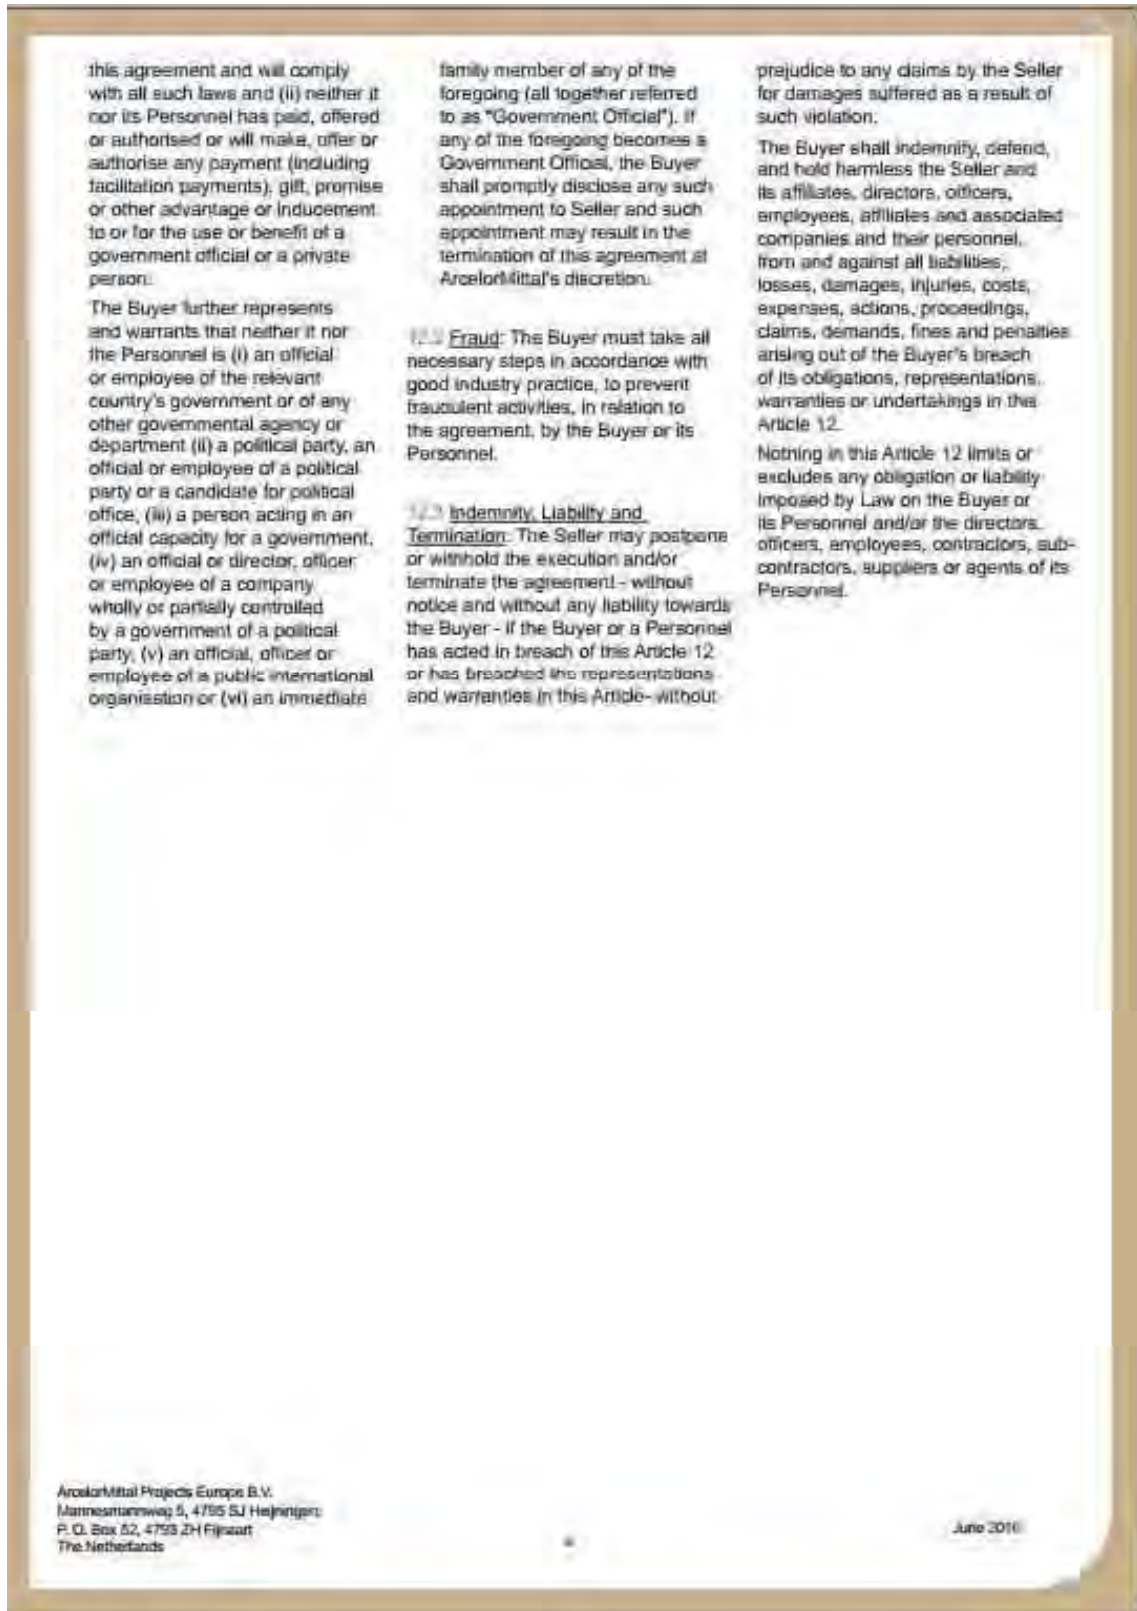 this agreement and will comply
with all such laws and (ii) neither it
nor its Personnel has paid, offered
or authorised or will make, offer or
authorise any payment (including
facilitation payments), gift, promise
or other advantage or inducement
to or for the use or benefit of a
government official or a private
person.
The Buyer further represents
and warrants that neither it nor
the Personnel is (i) an official
or employee of the relevant
country's government or of any
other governmental agency or
department (ii) a political party, an
official or employee of a political
party or a candidate for political
office, (iii) a person acting in an
official capacity for a government,
(iv) an official or director, officer
or employee of a company
wholly or partially controlled
by a government of a political
party, (v) an official, officer or
employee of a public international
organisation or (vi) an immediate
family member of any of the
foregoing (all together referred
to as "Government Official"). If
any of the foregoing becomes a
Government Official, the Buyer
shall promptly disclose any such
appointment to Seller and such
appointment may result in the
termination of this agreement at
ArcelorMittal's discretion.
12.2 Fraud: The Buyer must take all
necessary steps in accordance with
good industry practice, to prevent
fraudulent activities, in relation to
the agreement, by the Buyer or its
Personnel.
12.3 Indemnity, Liability and
Termination: The Seller may postpone
or withhold the execution and/or
terminate the agreement - without
notice and without any liability towards
the Buyer - if the Buyer or a Personnel
has acted in breach of this Article 12
or has breached the representations
and warranties in this Article- without
prejudice to any claims by the Seller
for damages suffered as a result of
such violation.
The Buyer shall indemnify, defend,
and hold harmless the Seller and
its affiliates, directors, officers,
employees, affiliates and associated
companies and their personnel,
from and against all liabilities,
losses, damages, injuries, costs,
expenses, actions, proceedings,
claims, demands, fines and penalties
arising out of the Buyer's breach
of its obligations, representations,
warranties or undertakings in this
Article 12.
Nothing in this Article 12 limits or
excludes any obligation or liability
imposed by Law on the Buyer or
its Personnel and/or the directors,
officers, employees, contractors, sub-
contractors, suppliers or agents of its
Personnel.
ArcelorMittal Projects Europe B.V.
Mannesmannweg 5, 4795 SJ Heijningen
P.O. Box 52, 4793 ZH Fijnaart
The Netherlands
June